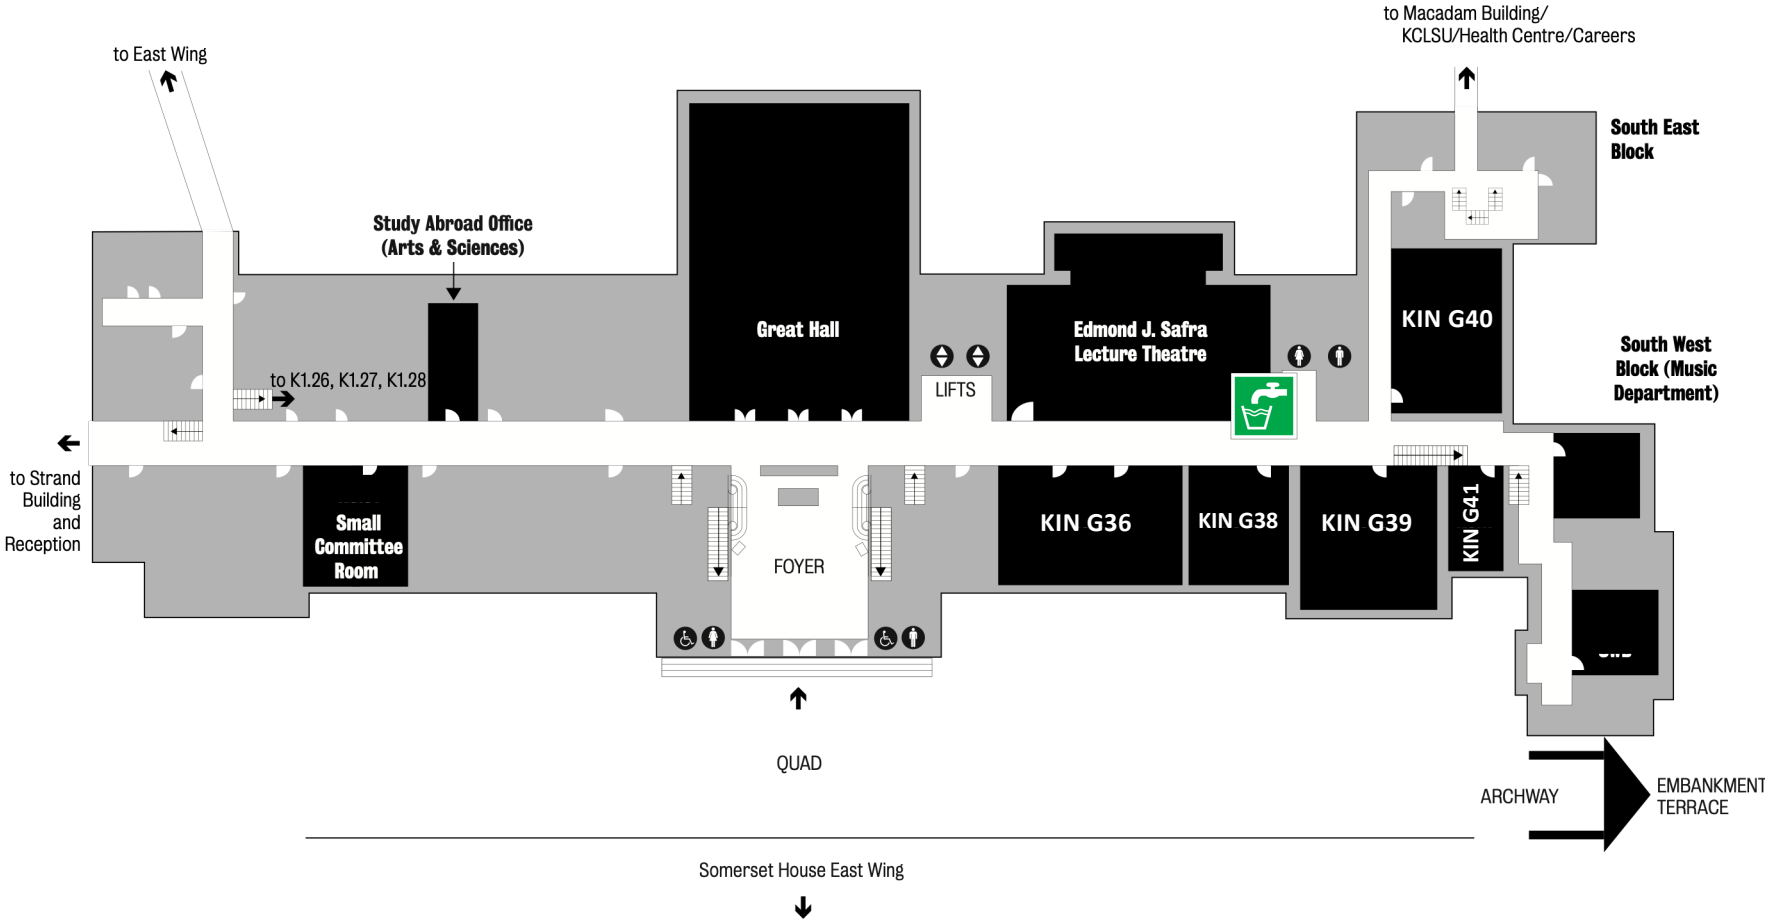 to Macadam Building/
KCLSU/Health Centre/Careers
to East Wing
South East
Block
Study Abroad Office
(Arts & Sciences)
Great Hall
Edmond J. Safra
Lecture Theatre
KIN G40
South West
Block (Music
Department)
to K1.26, K1.27, K1.28
LIFTS
to Strand
Building
and
Reception
Small
Committee
Room
FOYER
KIN G36
KIN G38
KIN G39
KIN G41
QUAD
ARCHWAY
EMBANKMENT
TERRACE
Somerset House East Wing